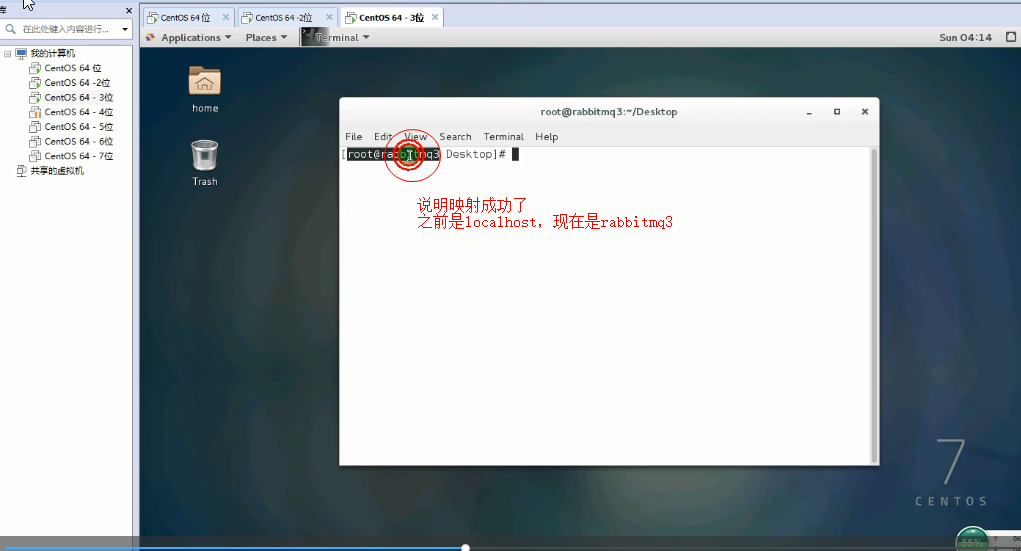 库
在此处键入内容进行...
我的计算机
CentOS 64 位
CentOS 64 -2位
CentOS 64 - 3位
CentOS 64 - 4位
CentOS 64 - 5位
CentOS 64 - 6位
CentOS 64 - 7位
共享的虚拟机
CentOS 64 位
CentOS 64 -2位
CentOS 64 - 3位
Applications
Places
Terminal
Sun 04:14
home
Trash
root@rabbitmq3:~/Desktop
File Edit View Search Terminal Help
[root@rabbitmq3 Desktop]#
说明映射成功了
之前是localhost，现在是rabbitmq3
7
CENTOS
55%